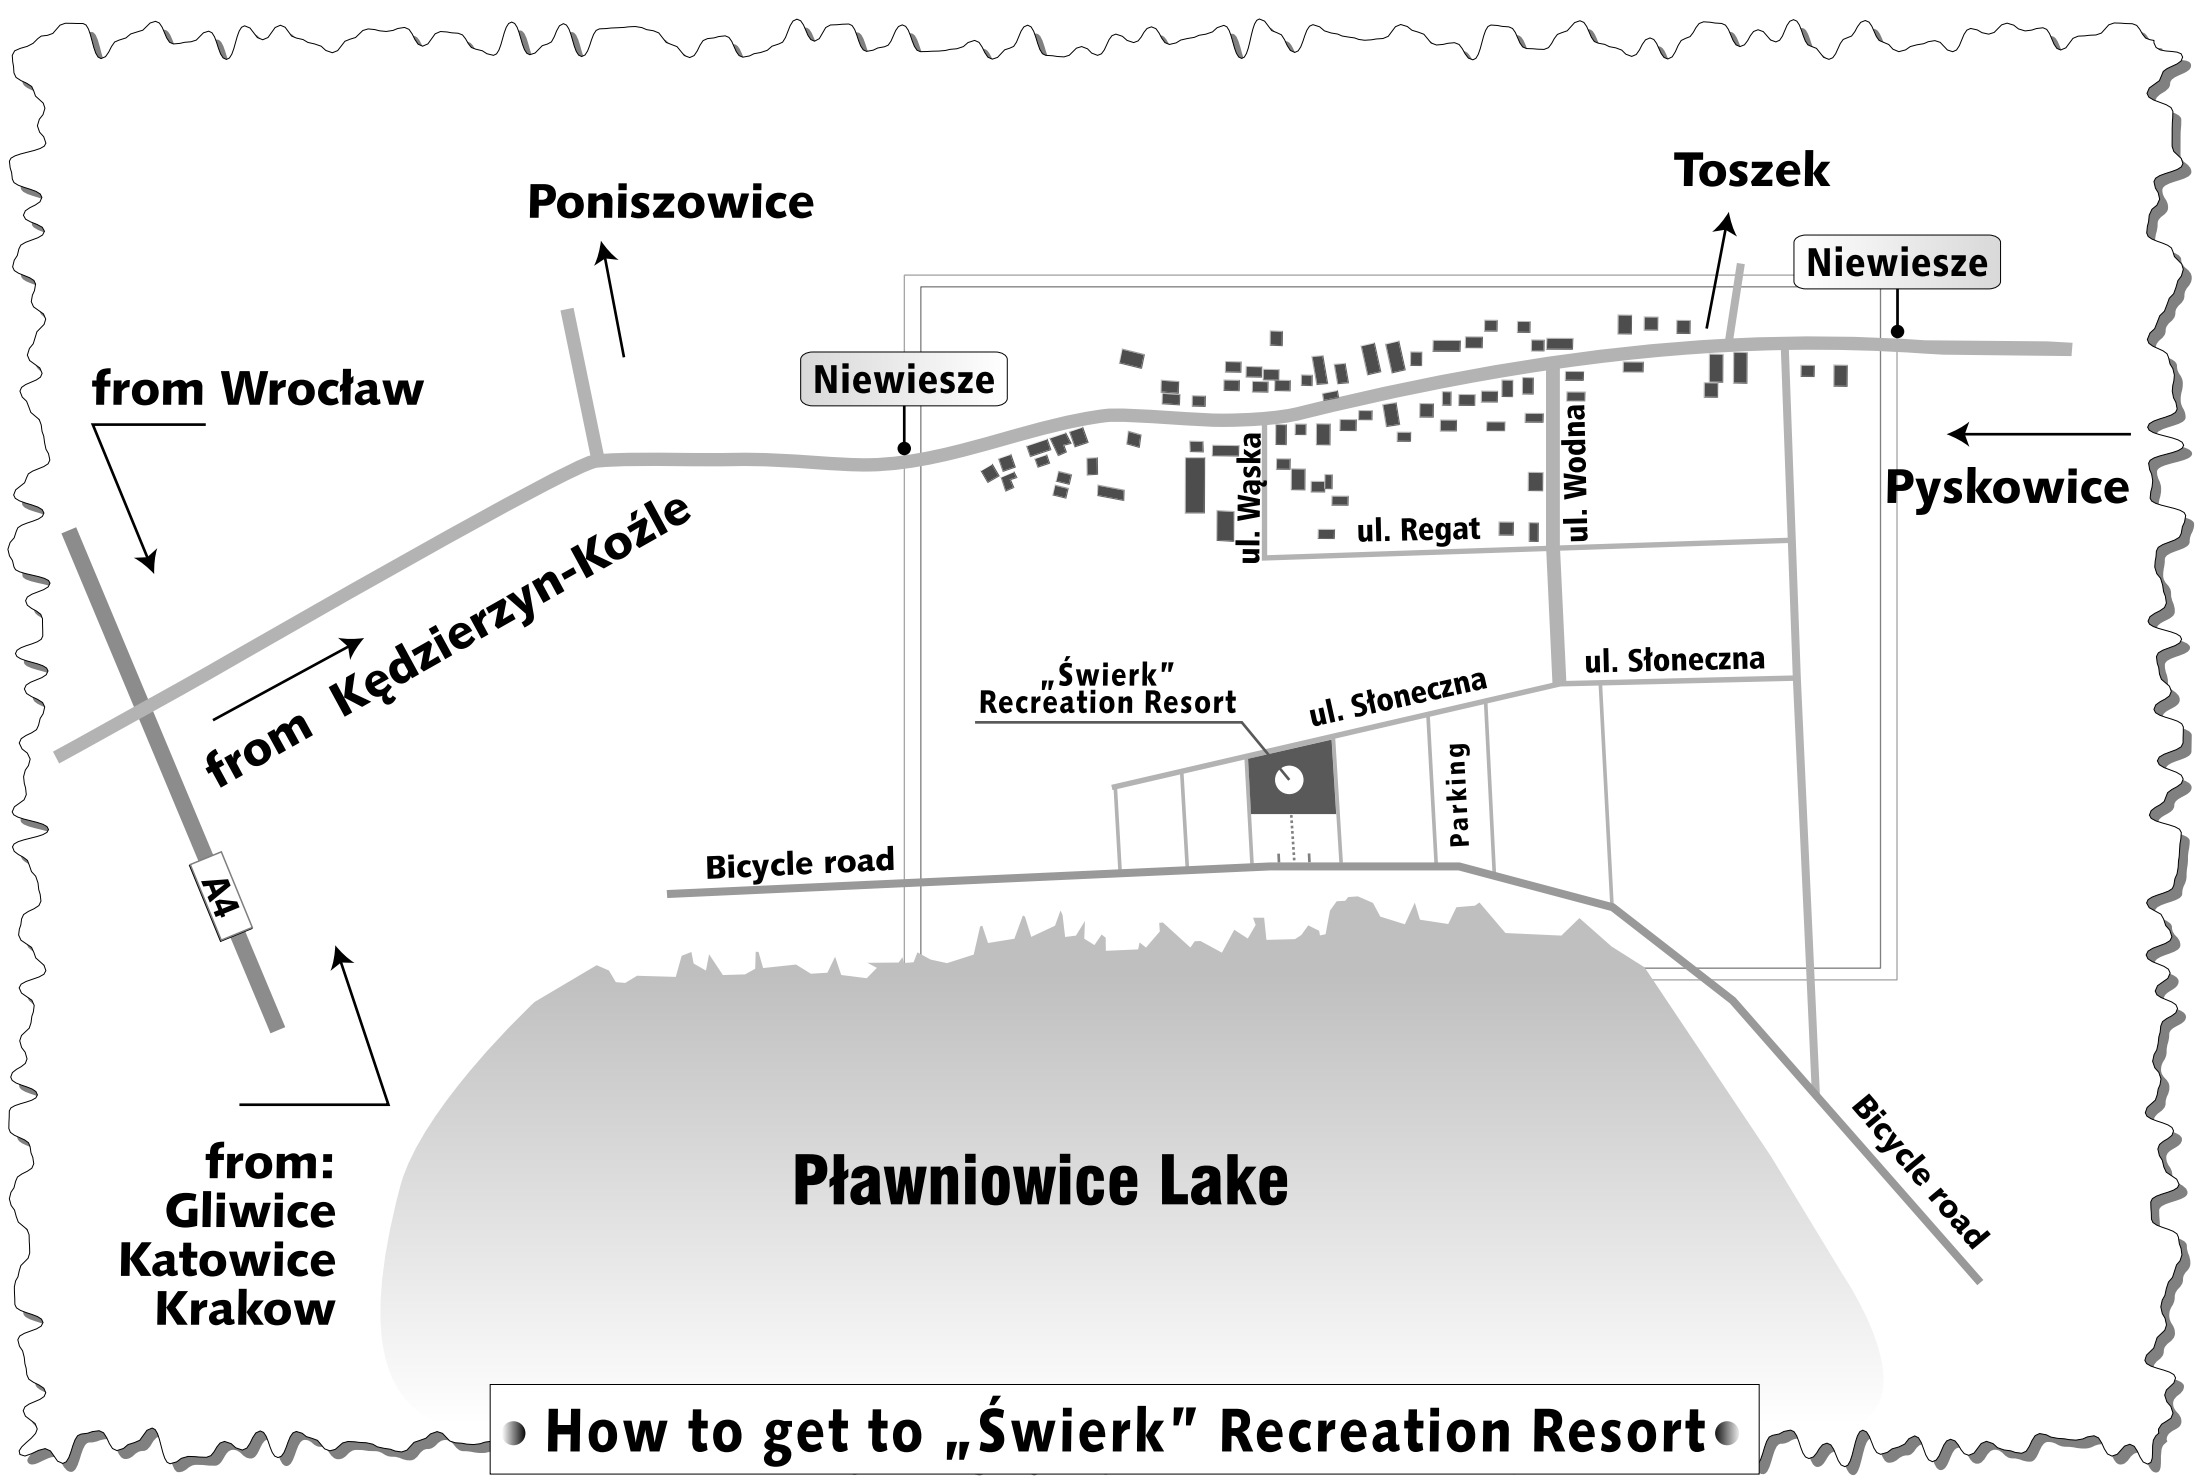 Toszek
Poniszowice
Niewiesze
Niewiesze
from Wrocław
Pyskowice
ul. Wąska
ul. Wodna
ul. Regat
from Kędzierzyn-Koźle
„Świerk”
Recreation Resort
ul. Słoneczna
ul. Słoneczna
Parking
Bicycle road
A4
Bicycle road
from:
Gliwice
Katowice
Krakow
Pławniowice Lake
How to get to „Świerk” Recreation Resort